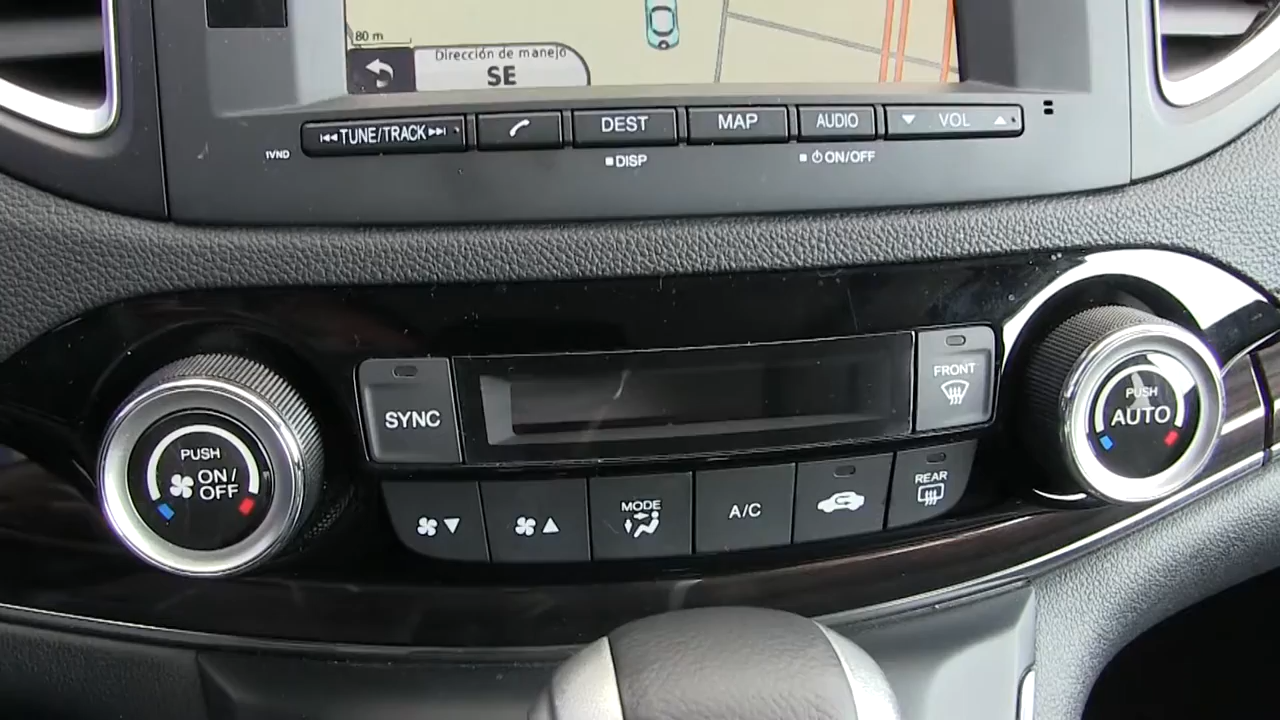 80 m
Dirección de manejo
SE
TUNE/TRACK
DEST
MAP
AUDIO
VOL
1VND
DISP
ON/OFF
FRONT
PUSH
AUTO
SYNC
PUSH
ON/
OFF
MODE
A/C
REAR